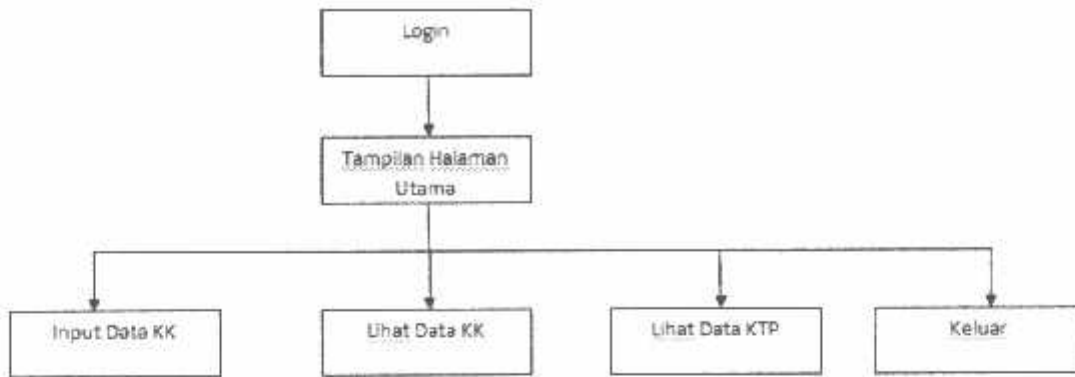 Login
Tampilan Halaman
Utama
Input Data KK
Lihat Data KK
Lihat Data KTP
Keluar